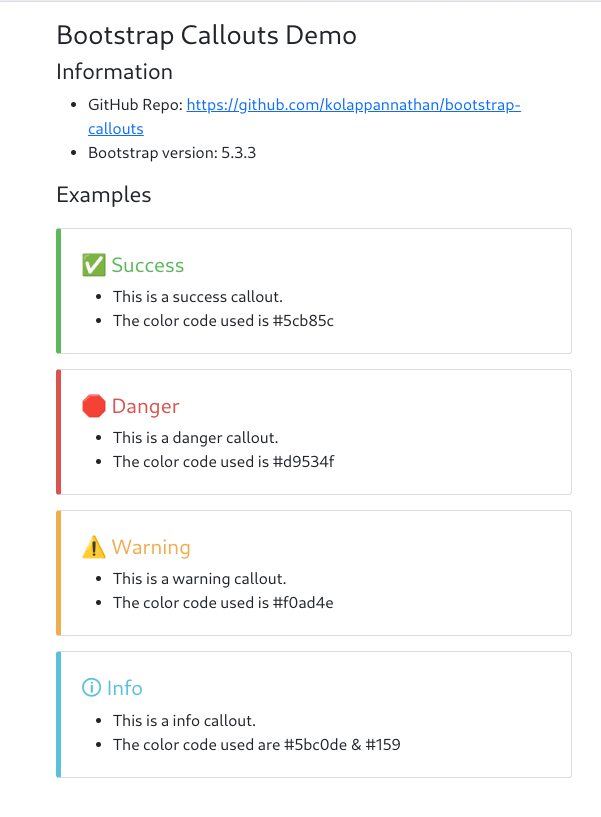 Bootstrap Callouts Demo
Information
• GitHub Repo: https://github.com/kolappannathan/bootstrap-
callouts
• Bootstrap version: 5.3.3
Examples
✅ Success
• This is a success callout.
• The color code used is #5cb85c
🛑 Danger
• This is a danger callout.
• The color code used is #d9534f
⚠️ Warning
• This is a warning callout.
• The color code used is #f0ad4e
ⓘ Info
• This is a info callout.
• The color code used are #5bc0de & #159